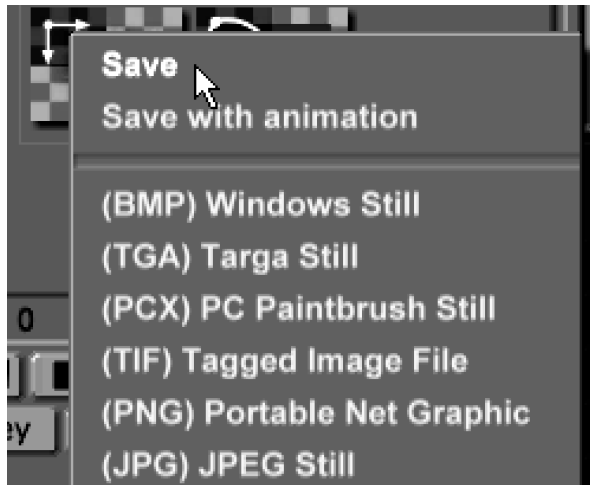 Save
Save with animation
(BMP) Windows Still
(TGA) Targa Still
(PCX) PC Paintbrush Still
0
(TIF) Tagged Image File
(PNG) Portable Net Graphic
ey
(JPG) JPEG Still